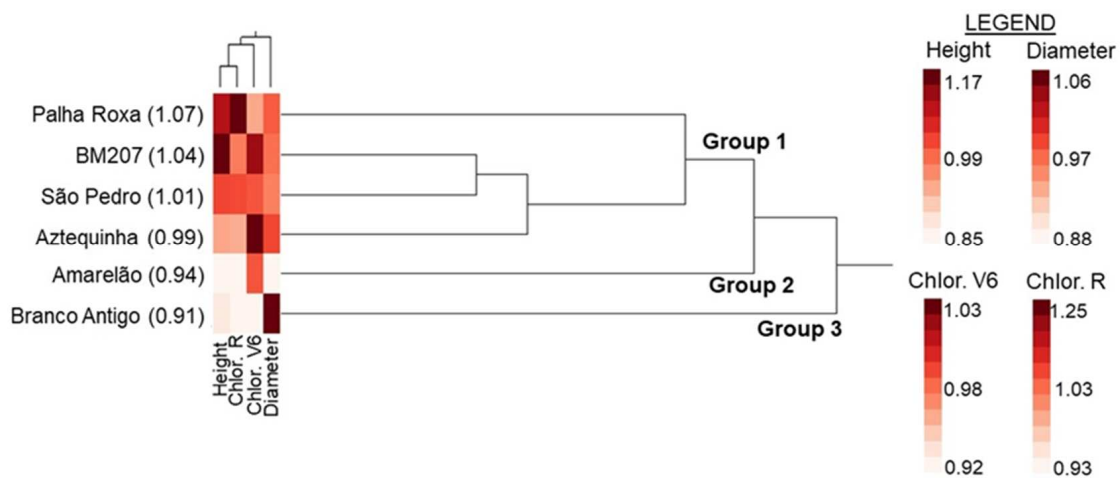 LEGEND
Height Diameter
1.17 1.06
0.99 0.97
0.85 0.88
Chlor. V6 Chlor. R
1.03 1.25
0.98 1.03
0.92 0.93
Palha Roxa (1.07)
BM207 (1.04)
São Pedro (1.01)
Aztequinha (0.99)
Amarelão (0.94)
Branco Antigo (0.91)
Group 1
Group 2
Group 3
Height
Chlor. R
Chlor. V6
Diameter